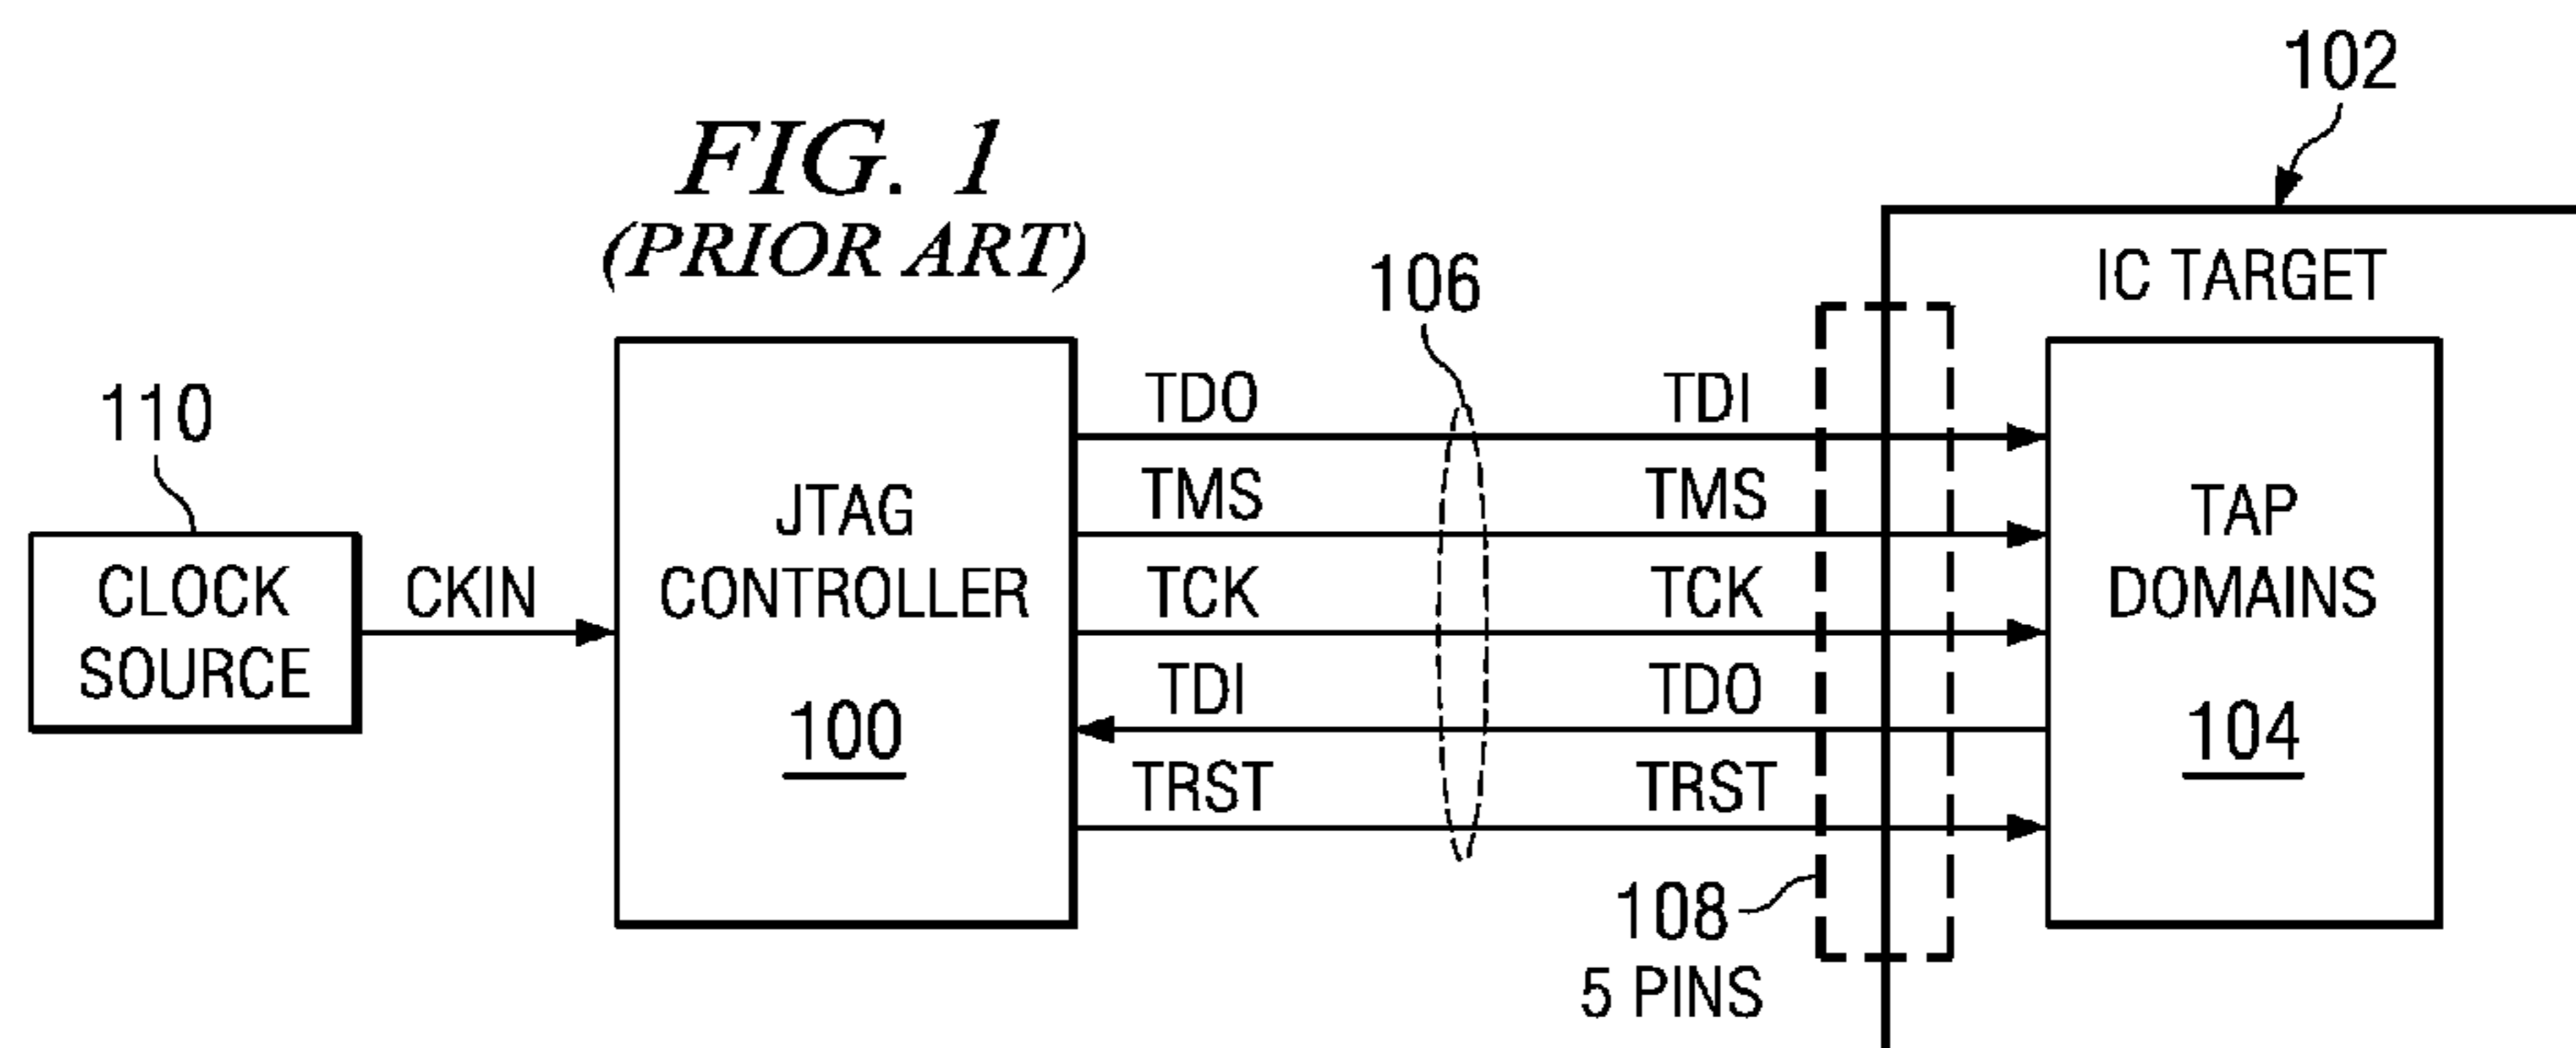 102
FIG. 1
(PRIOR ART)
IC TARGET
106
110
TDO TDI
TMS TMS
JTAG
CONTROLLER
100
TAP
DOMAINS
104
CLOCK
SOURCE
CKIN
TCK TCK
TDI TDO
TRST TRST
108
5 PINS